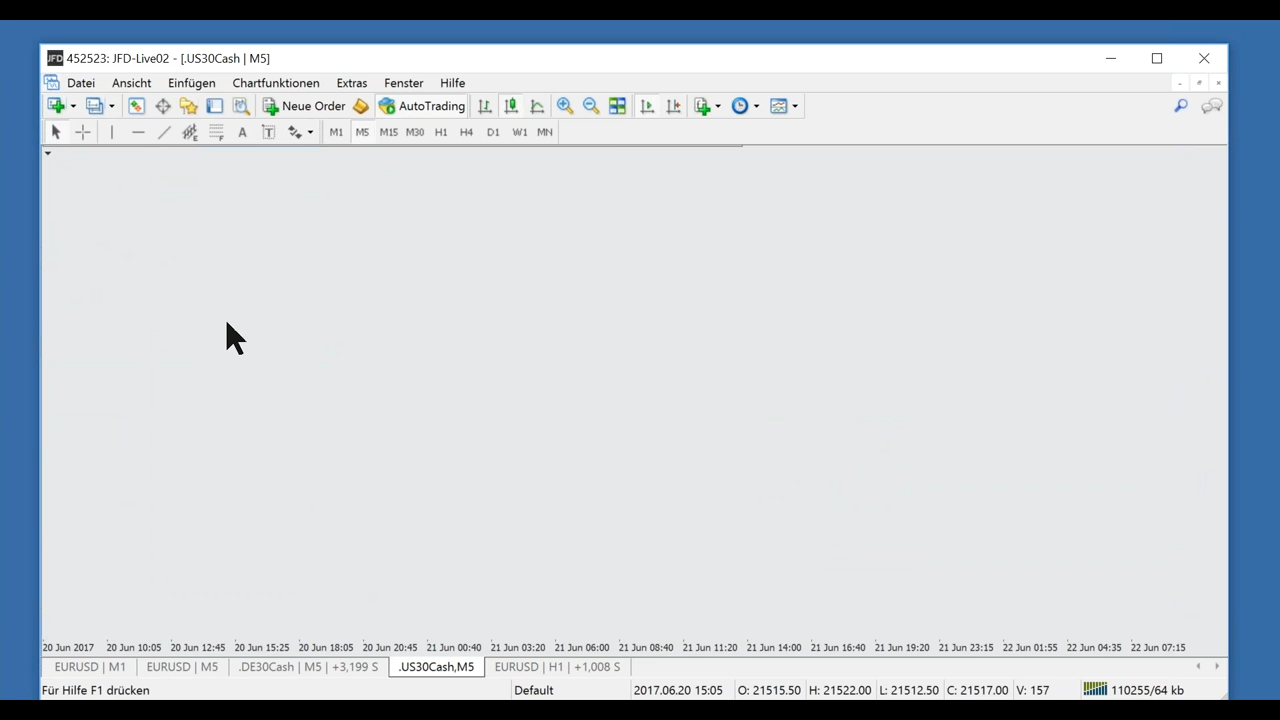 JFD 452523: JFD-Live02 - [.US30Cash | M5]
Datei Ansicht Einfügen Chartfunktionen Extras Fenster Hilfe
Neue Order AutoTrading
E F A T M1 M5 M15 M30 H1 H4 D1 W1 MN
20 Jun 2017 20 Jun 10:05 20 Jun 12:45 20 Jun 15:25 20 Jun 18:05 20 Jun 20:45 21 Jun 00:40 21 Jun 03:20 21 Jun 06:00 21 Jun 08:40 21 Jun 11:20 21 Jun 14:00 21 Jun 16:40 21 Jun 19:20 21 Jun 23:15 22 Jun 01:55 22 Jun 04:35 22 Jun 07:15
EURUSD | M1 EURUSD | M5 .DE30Cash | M5 | +3,199 S .US30Cash,M5 EURUSD | H1 | +1,008 S
Für Hilfe F1 drücken Default 2017.06.20 15:05 O: 21515.50 H: 21522.00 L: 21512.50 C: 21517.00 V: 157 110255/64 kb